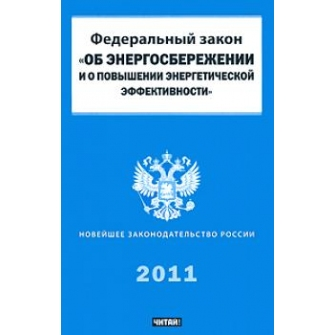 Федеральный закон
«ОБ ЭНЕРГОСБЕРЕЖЕНИИ
И О ПОВЫШЕНИИ ЭНЕРГЕТИЧЕСКОЙ
ЭФФЕКТИВНОСТИ»
НОВЕЙШЕЕ ЗАКОНОДАТЕЛЬСТВО РОССИИ
2011
ЧИТАЙ!